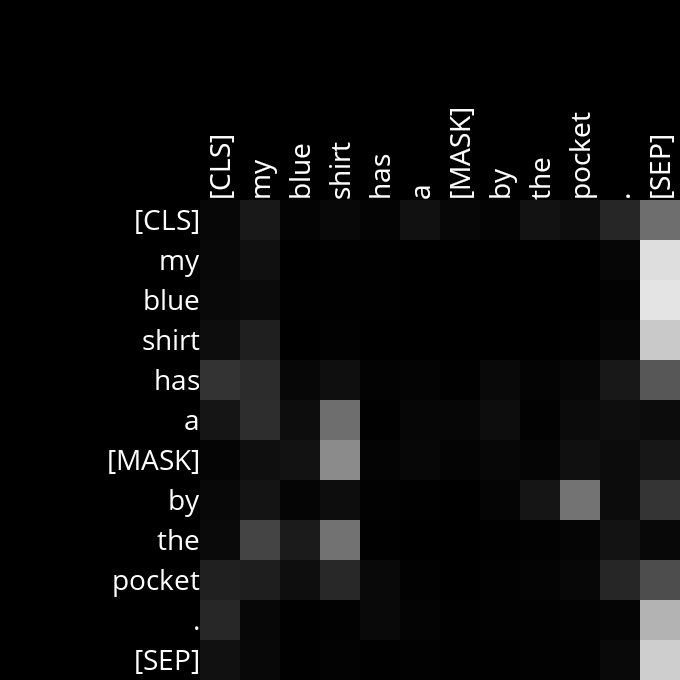 [CLS] my blue shirt has a [MASK] by the pocket . [SEP]
[CLS]
my
blue
shirt
has
a
[MASK]
by
the
pocket
.
[SEP]